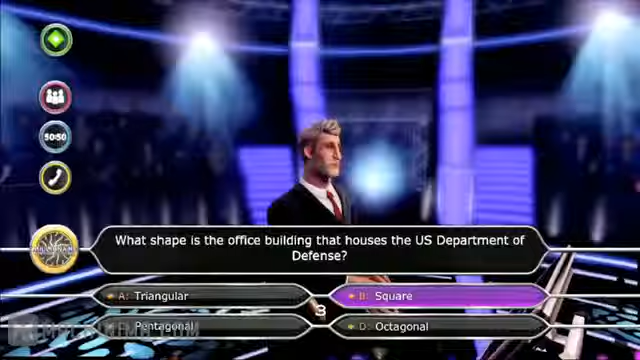 50:50
What shape is the office building that houses the US Department of
Defense?
A: Triangular
B: Square
3
Pentagonal
D: Octagonal